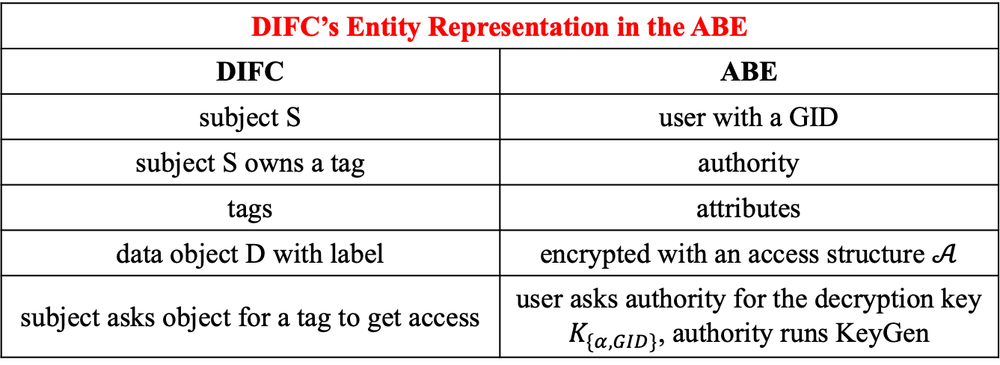 DIFC's Entity Representation in the ABE
DIFC
ABE
subject S
user with a GID
subject S owns a tag
authority
tags
attributes
data object D with label
encrypted with an access structure 𝒜
subject asks object for a tag to get access
user asks authority for the decryption key
K_{{α,GID}}, authority runs KeyGen